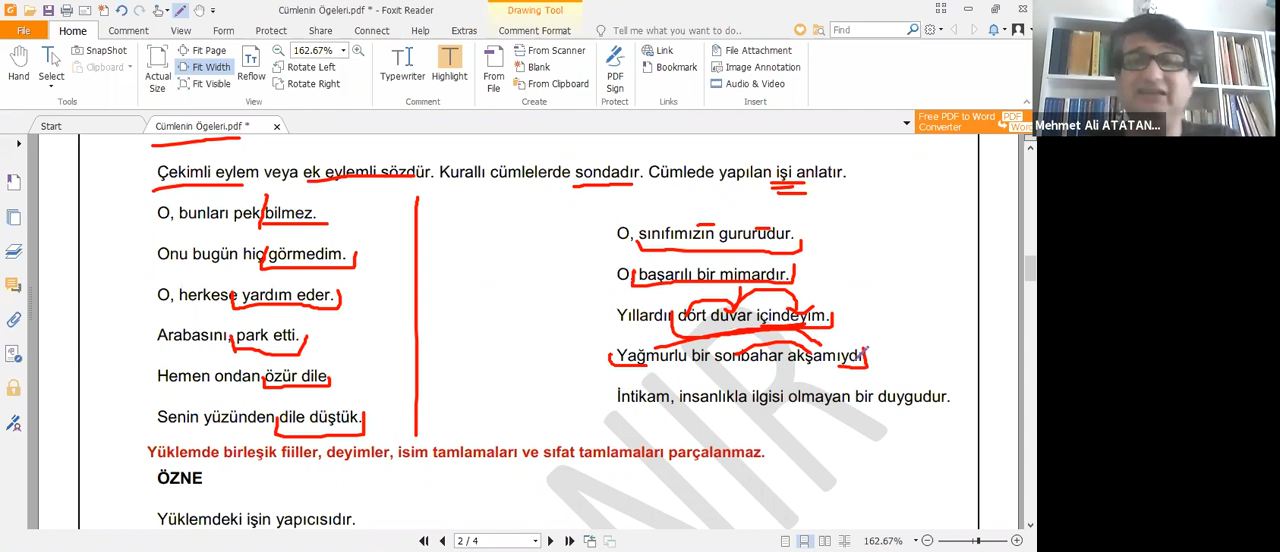 Cümlenin Ögeleri.pdf * - Foxit Reader
Drawing Tool
File
Home
Comment
View
Form
Protect
Share
Connect
Help
Extras
Comment Format
Tell me what you want to do...
Find
Hand
Select
SnapShot
Clipboard
Actual Size
Fit Page
Fit Width
Fit Visible
Reflow
162.67%
Rotate Left
Rotate Right
Typewriter
Highlight
From File
From Scanner
Blank
From Clipboard
PDF Sign
Link
Bookmark
File Attachment
Image Annotation
Audio & Video
Tools
View
Comment
Create
Protect
Links
Insert
Start
Cümlenin Ögeleri.pdf *
Free PDF to Word Converter
PDF
Word
Mehmet Ali ATATAN...
Çekimli eylem veya ek eylemli sözdür. Kurallı cümlelerde sondadır. Cümlede yapılan işi anlatır.
O, bunları pek bilmez.
Onu bugün hiç görmedim.
O, herkese yardım eder.
Arabasını, park etti.
Hemen ondan özür dile
Senin yüzünden dile düştük.
O, sınıfımızın gururudur.
O başarılı bir mimardır.
Yıllardır dört duvar içindeyim.
Yağmurlu bir sonbahar akşamıydı
İntikam, insanlıkla ilgisi olmayan bir duygudur.
Yüklemde birleşik fiiller, deyimler, isim tamlamaları ve sıfat tamlamaları parçalanmaz.
ÖZNE
Yüklemdeki işin yapıcısıdır.
2 / 4
162.67%